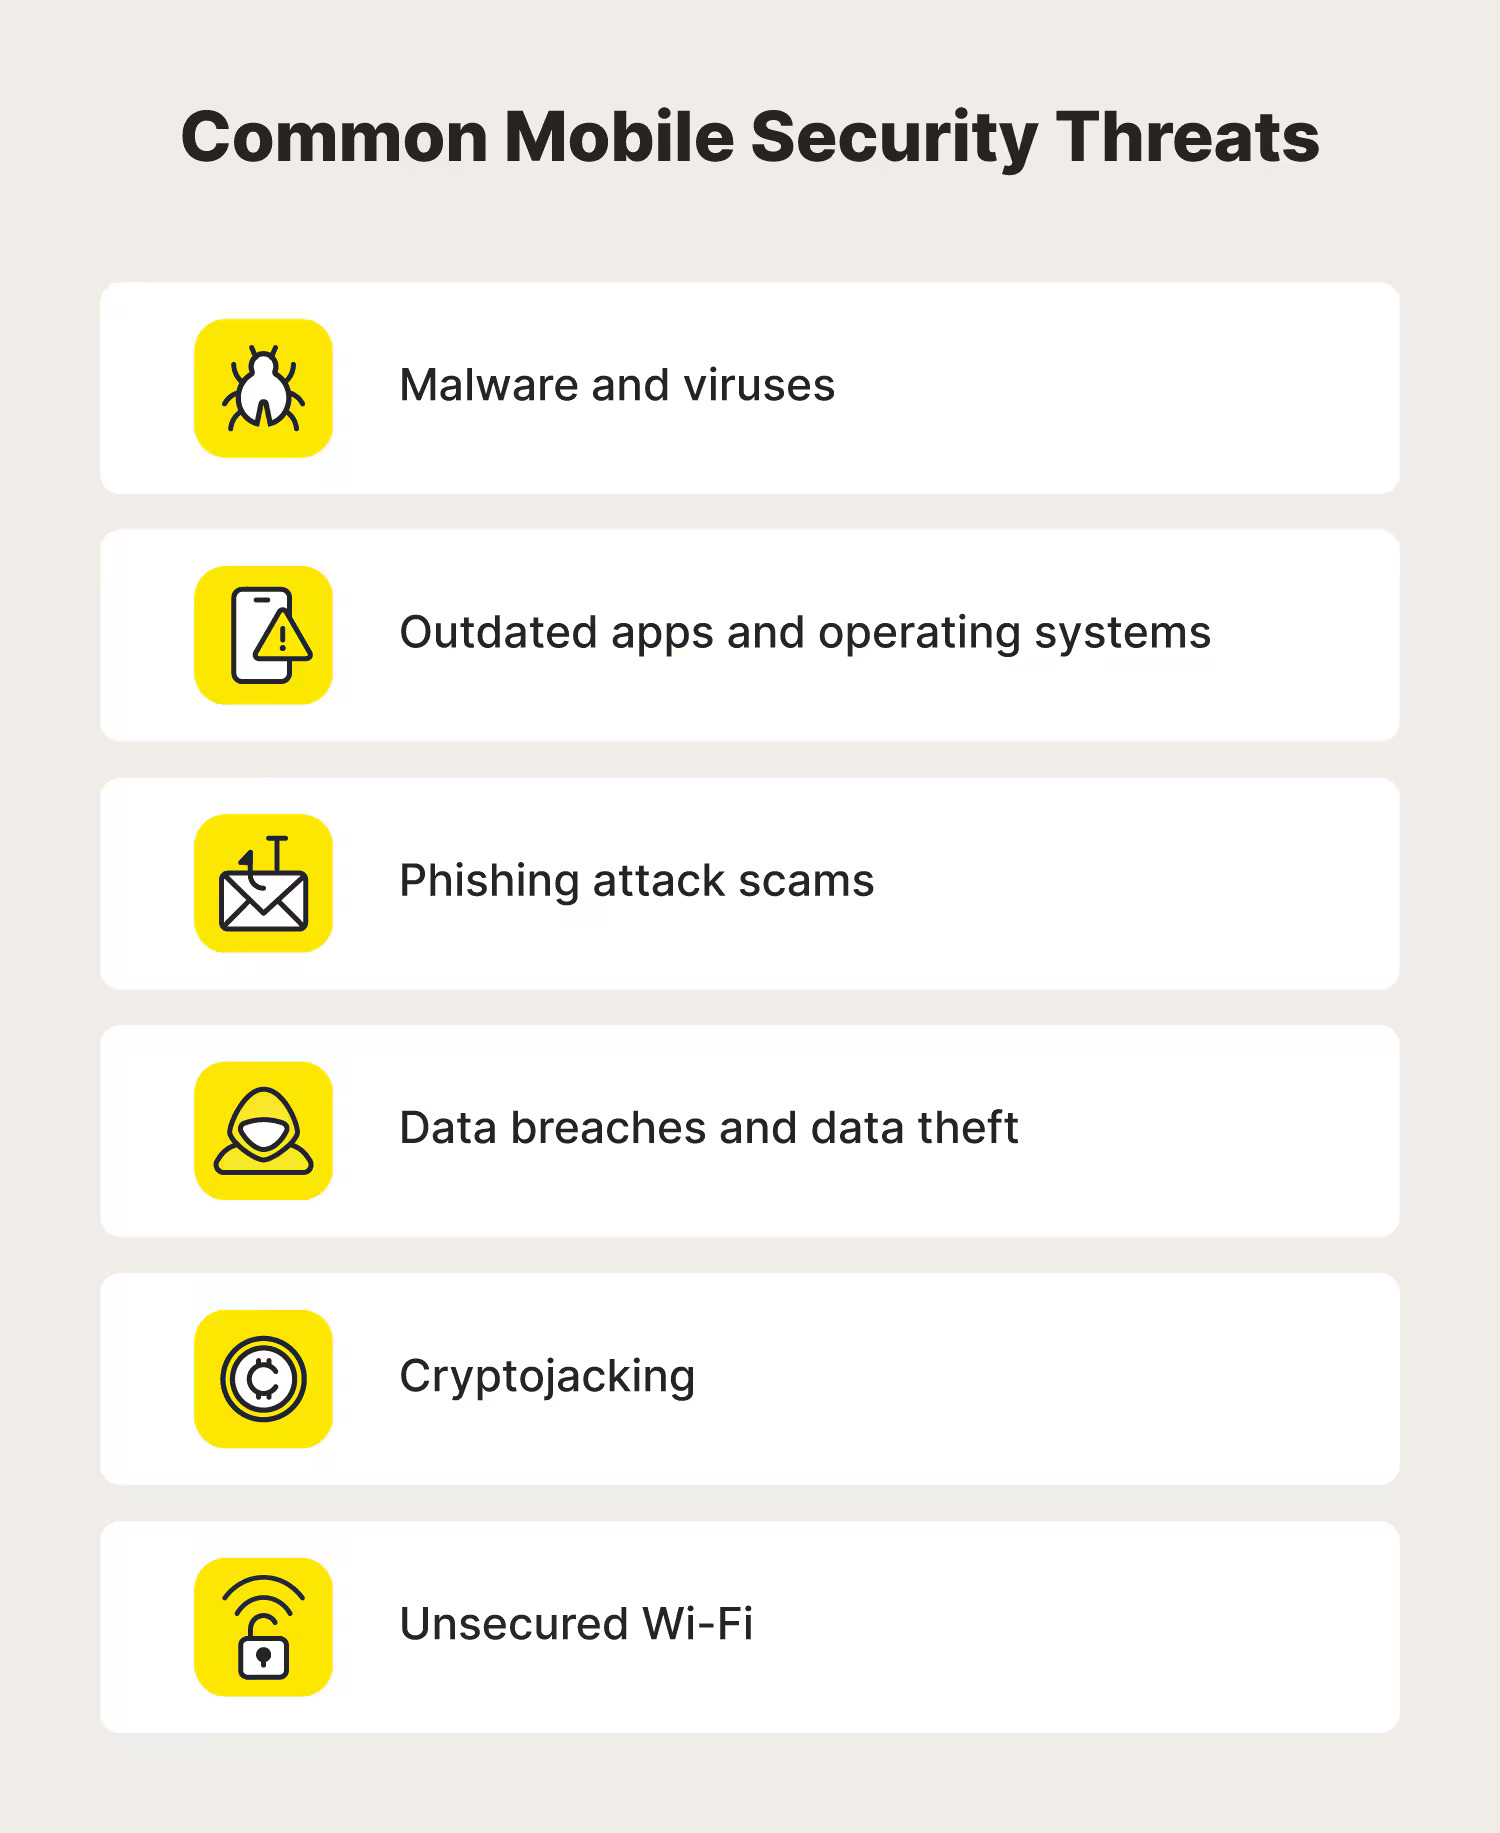 Common Mobile Security Threats
Malware and viruses
Outdated apps and operating systems
Phishing attack scams
Data breaches and data theft
Cryptojacking
Unsecured Wi-Fi